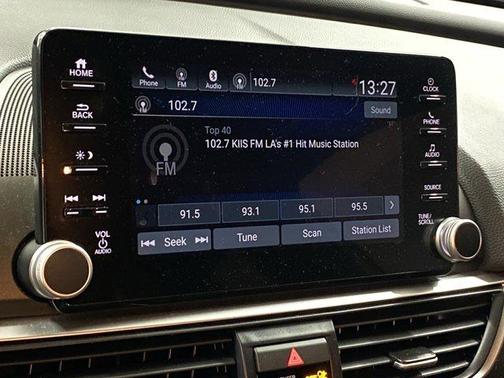 HOME
Phone FM Audio 102.7 13:27
CLOCK
102.7 Sound
BACK
PHONE
Top 40
102.7 KIIS FM LA's #1 Hit Music Station
FM
AUDIO
SOURCE
91.5 93.1 95.1 95.5
VOL
AUDIO
Seek Tune Scan Station List
TUNE/
SCROLL